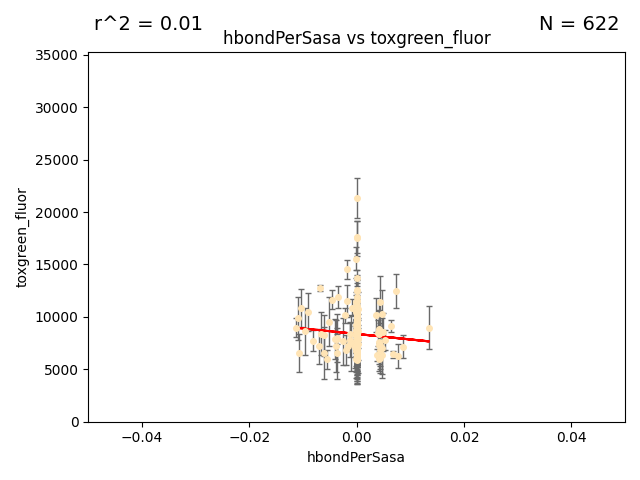 r^2 = 0.01
N = 622
hbondPerSasa vs toxgreen_fluor
35000
30000
25000
20000
15000
10000
5000
0
toxgreen_fluor
−0.04
−0.02
0.00
0.02
0.04
hbondPerSasa